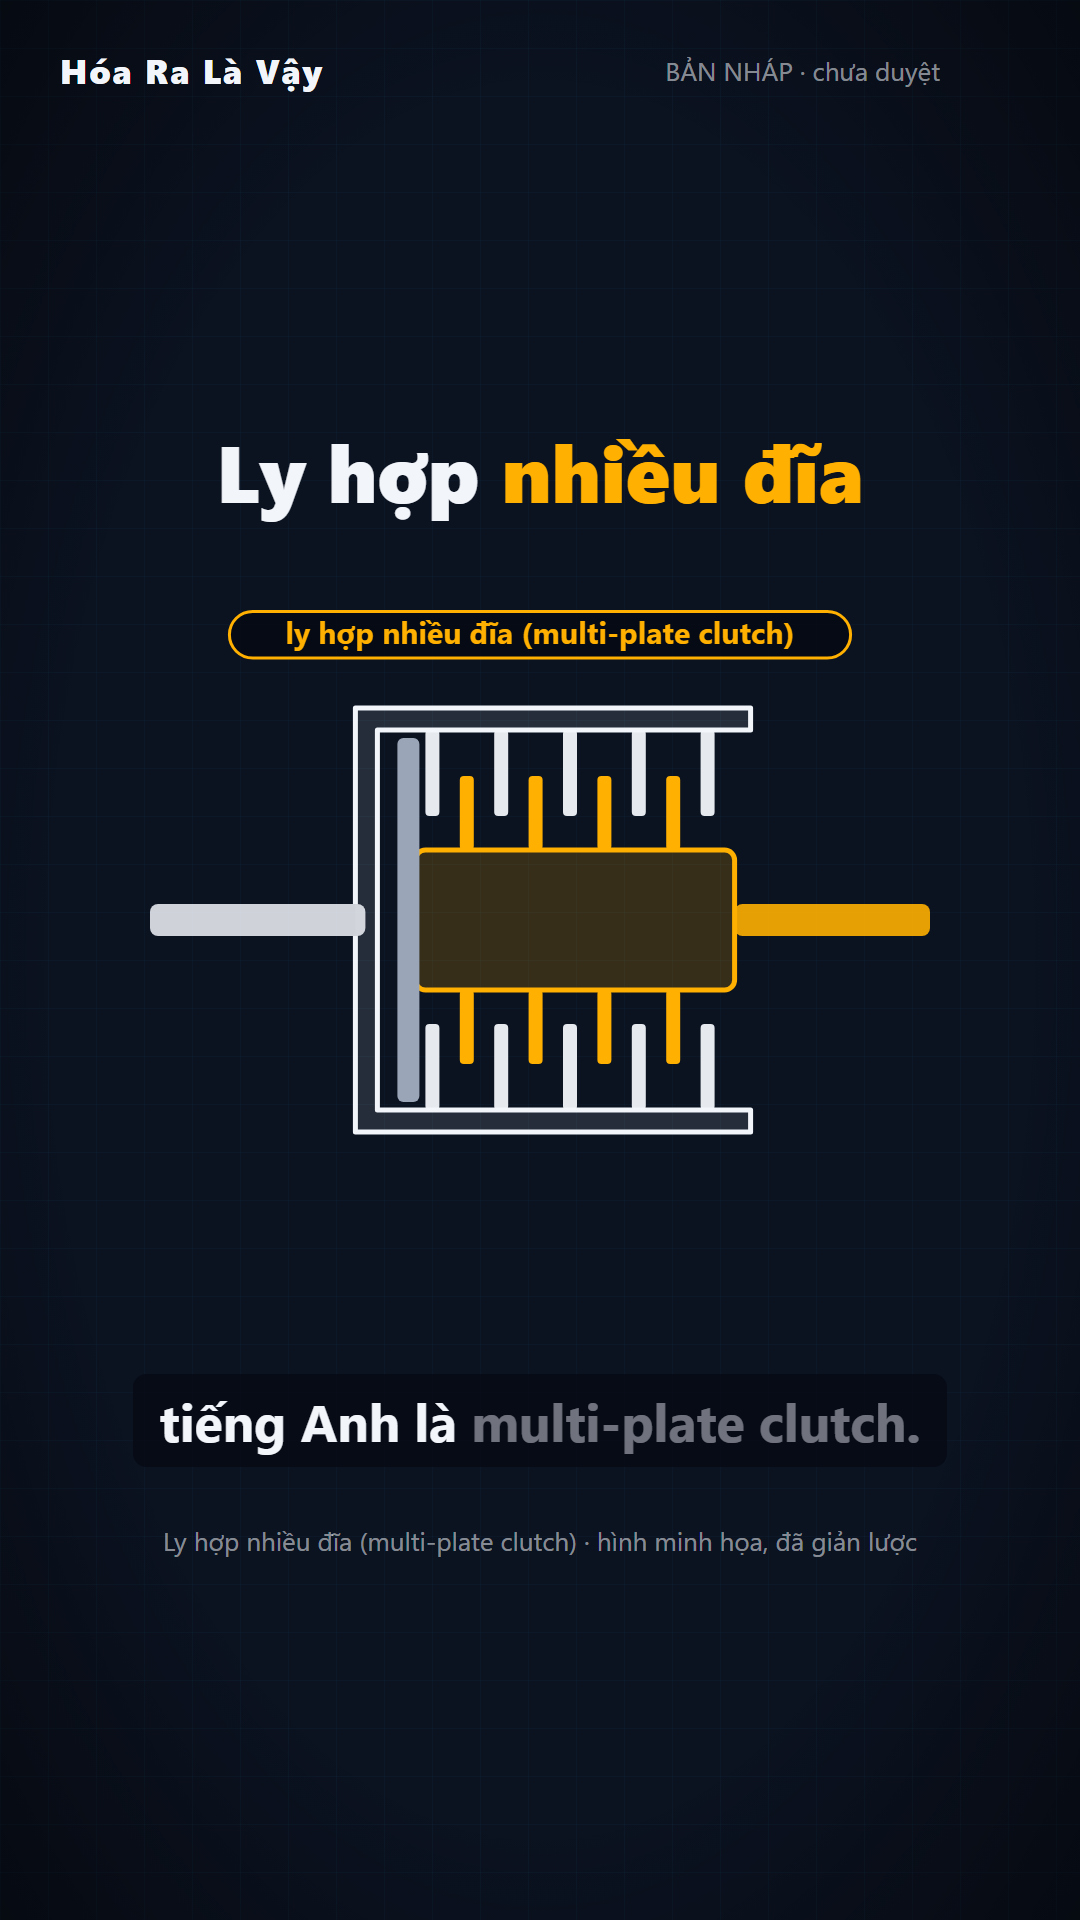 Hóa Ra Là Vậy
BẢN NHÁP · chưa duyệt
Ly hợp nhiều đĩa
ly hợp nhiều đĩa (multi-plate clutch)
tiếng Anh là multi-plate clutch.
Ly hợp nhiều đĩa (multi-plate clutch) · hình minh họa, đã giản lược